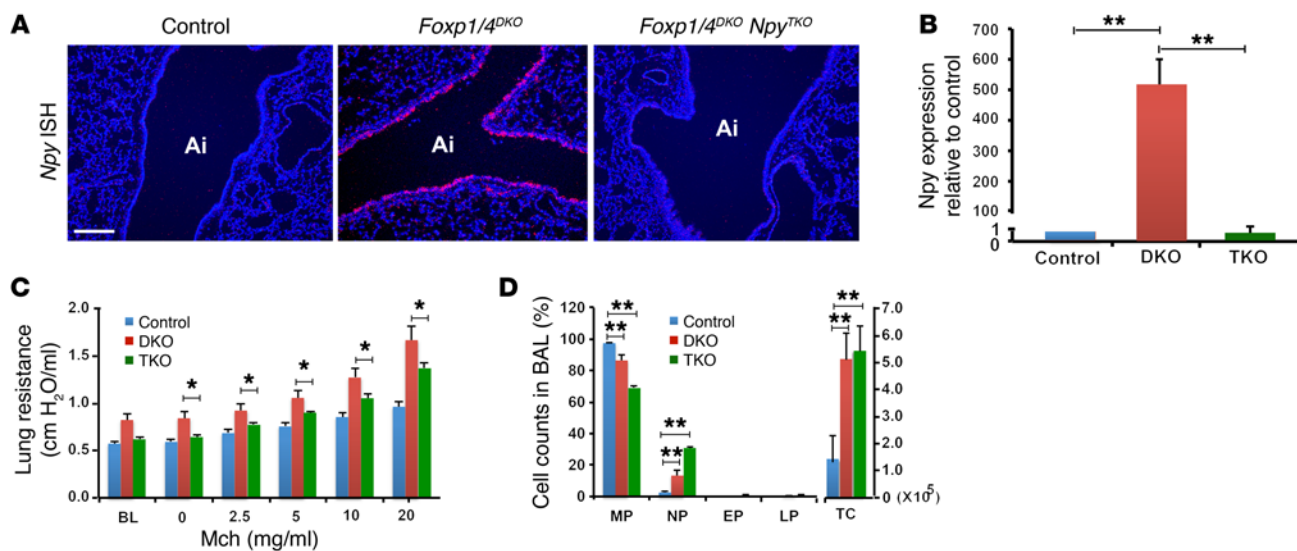 A
Control
Foxp1/4DKO
Foxp1/4DKO NpyTKO
Npy ISH
Ai
Ai
Ai
B
Npy expression
relative to control
700
600
500
400
300
200
100
1
0
**
**
Control
DKO
TKO
C
Lung resistance
(cm H2O/ml)
2.0
1.5
1.0
0.5
0.0
Control
DKO
TKO
*
*
*
*
*
BL
0
2.5
5
10
20
Mch (mg/ml)
D
Cell counts in BAL (%)
120
100
80
60
40
20
0
**
**
Control
DKO
TKO
**
**
**
**
7.0
6.0
5.0
4.0
3.0
2.0
1.0
0 (X10^5)
MP
NP
EP
LP
TC